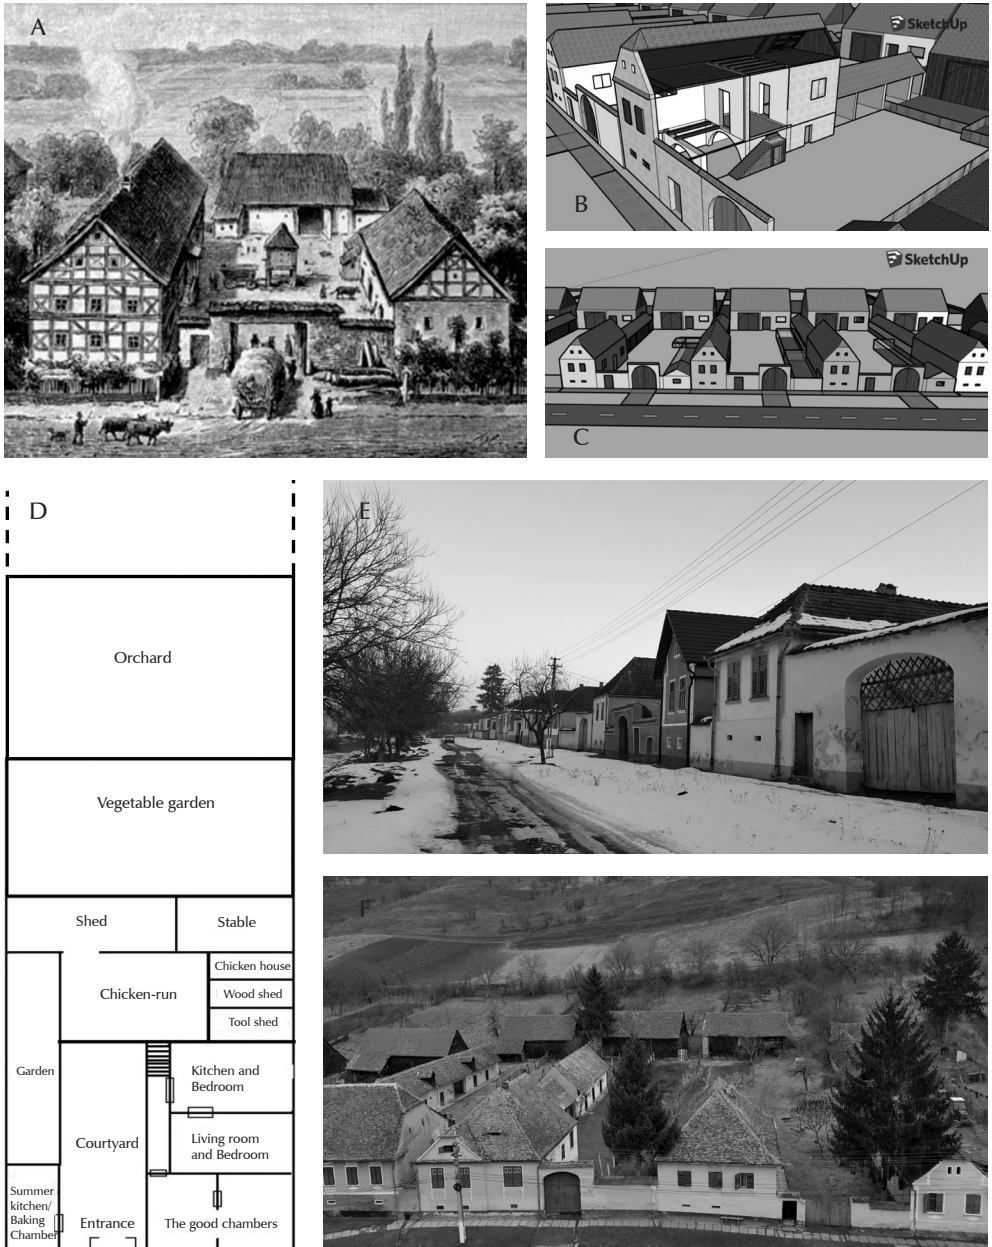 A
SketchUp
B
SketchUp
C
D
Orchard
Vegetable garden
Shed
Stable
Chicken house
Chicken-run
Wood shed
Tool shed
Garden
Kitchen and
Bedroom
Courtyard
Living room
and Bedroom
Summer
kitchen/
Baking
Chamber
Entrance
The good chambers
E